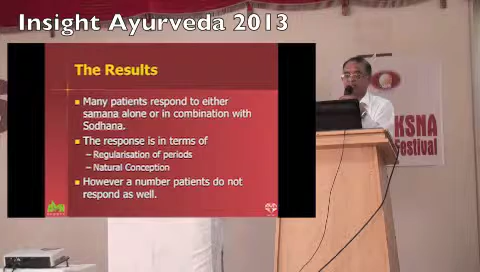 Insight Ayurveda 2013
The Results
Many patients respond to either
samana alone or in combination with
Sodhana.
The response is in terms of
– Regularisation of periods
– Natural Conception
However a number patients do not
respond as well.
KSNA
Festival